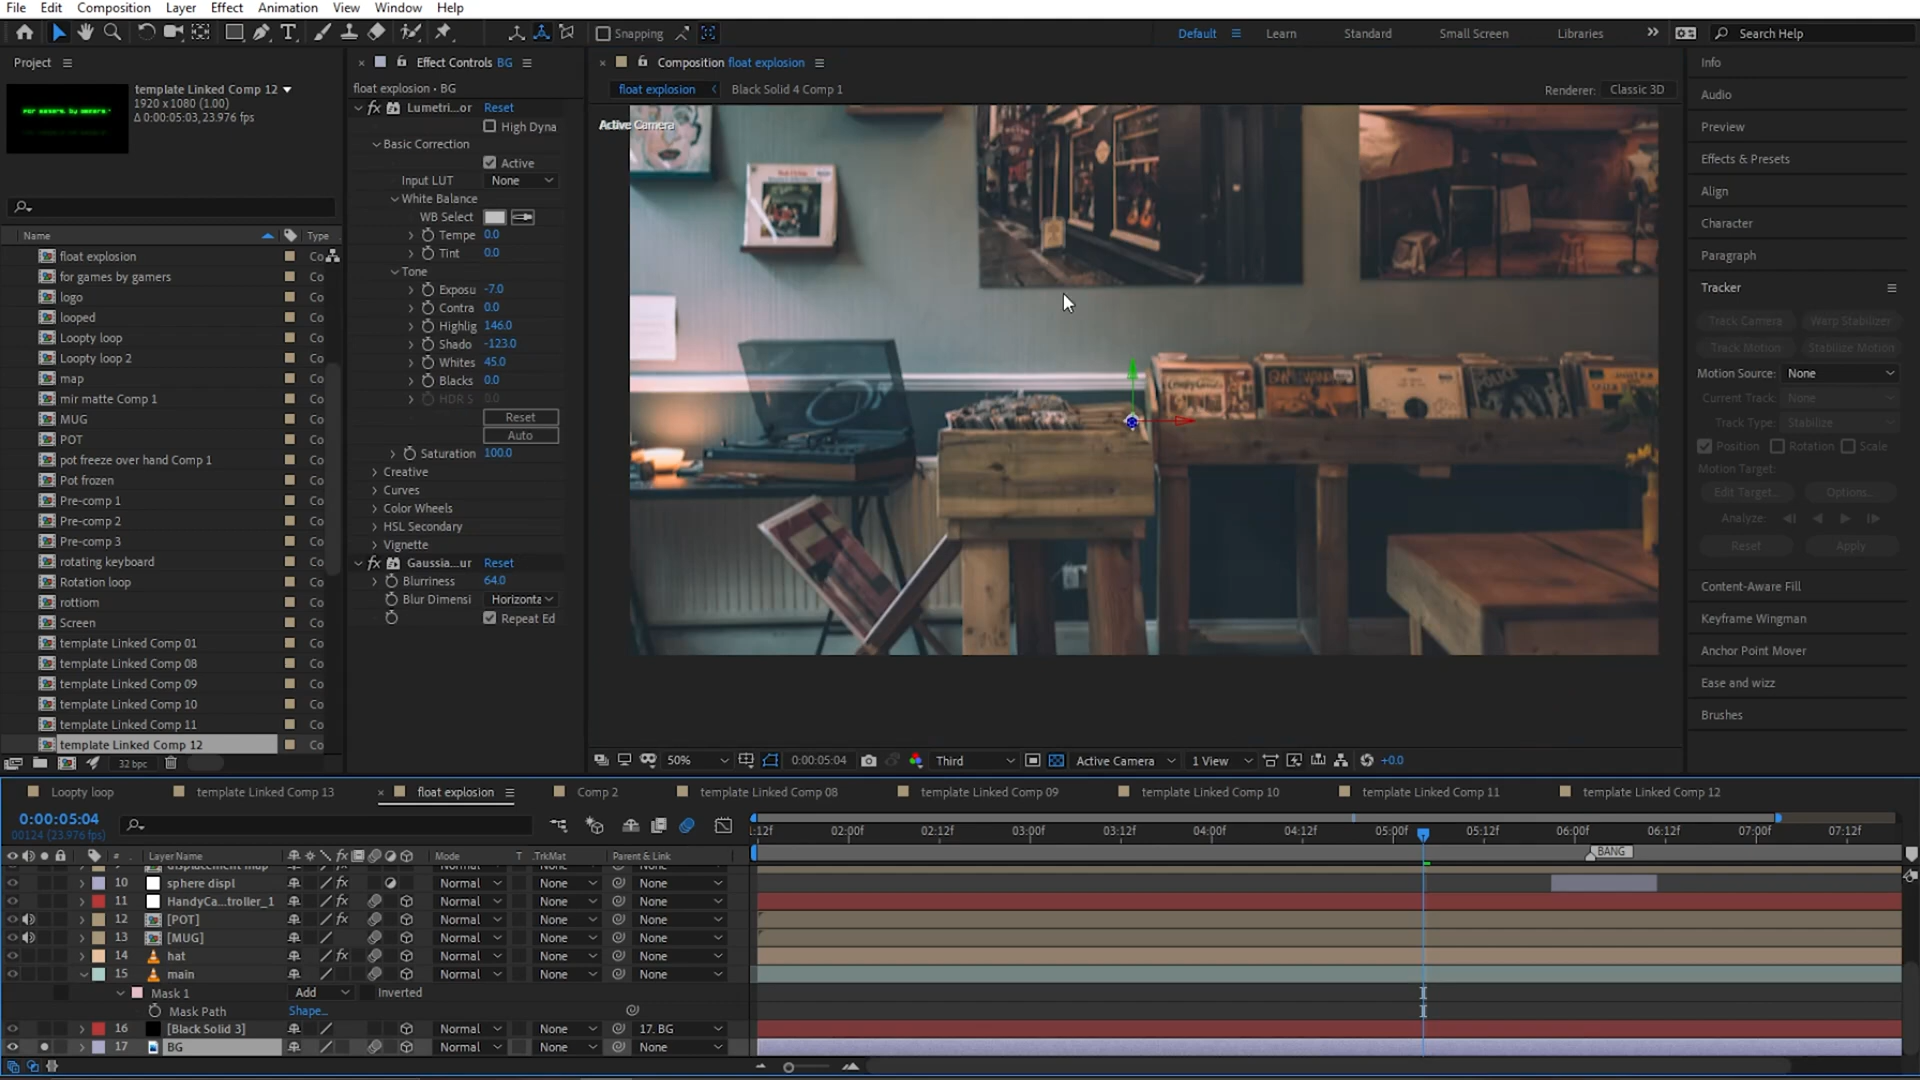 File Edit Composition Layer Effect Animation View Window Help
Snapping Default Learn Standard Small Screen Libraries Search Help
Project
template Linked Comp 12
1920 x 1080 (1.00)
Δ 0:00:05:03, 23.976 fps
Name Type
float explosion Co
for games by gamers Co
logo Co
looped Co
Loopty loop Co
Loopty loop 2 Co
map Co
mir matte Comp 1 Co
MUG Co
POT Co
pot freeze over hand Comp 1 Co
Pot frozen Co
Pre-comp 1 Co
Pre-comp 2 Co
Pre-comp 3 Co
rotating keyboard Co
Rotation loop Co
rottiom Co
Screen Co
template Linked Comp 01 Co
template Linked Comp 08 Co
template Linked Comp 09 Co
template Linked Comp 10 Co
template Linked Comp 11 Co
template Linked Comp 12 Co
32 bpc
Effect Controls BG
float explosion • BG
fx Lumetri...or Reset
High Dyna
Basic Correction
Active
Input LUT None
White Balance
WB Select
Tempe 0.0
Tint 0.0
Tone
Exposu -7.0
Contra 0.0
Highlig 146.0
Shado -123.0
Whites 45.0
Blacks 0.0
HDR S 0.0
Reset
Auto
Saturation 100.0
Creative
Curves
Color Wheels
HSL Secondary
Vignette
fx Gaussia...ur Reset
Blurriness 64.0
Blur Dimensi Horizonta
Repeat Ed
Composition float explosion
float explosion Black Solid 4 Comp 1 Renderer: Classic 3D
Active Camera
50% 0:00:05:04 Third Active Camera 1 View +0.0
Info
Audio
Preview
Effects & Presets
Align
Character
Paragraph
Tracker
Track Camera Warp Stabilizer
Track Motion Stabilize Motion
Motion Source: None
Current Track: None
Track Type: Stabilize
Position Rotation Scale
Motion Target:
Edit Target... Options...
Analyze:
Reset Apply
Content-Aware Fill
Keyframe Wingman
Anchor Point Mover
Ease and wizz
Brushes
Loopty loop template Linked Comp 13 float explosion Comp 2 template Linked Comp 08 template Linked Comp 09 template Linked Comp 10 template Linked Comp 11 template Linked Comp 12
0:00:05:04
00124 (23.976 fps)
1:12f 02:00f 02:12f 03:00f 03:12f 04:00f 04:12f 05:00f 05:12f 06:00f 06:12f 07:00f 07:12f
BANG
# Layer Name fx Mode T .TrkMat Parent & Link
displacement map
10 sphere displ fx Normal None None
11 HandyCa...troller_1 fx Normal None None
12 [POT] fx Normal None None
13 [MUG] Normal None None
14 hat fx Normal None None
15 main Normal None None
Mask 1 Add Inverted
Mask Path Shape...
16 [Black Solid 3] Normal None 17. BG
17 BG Normal None None